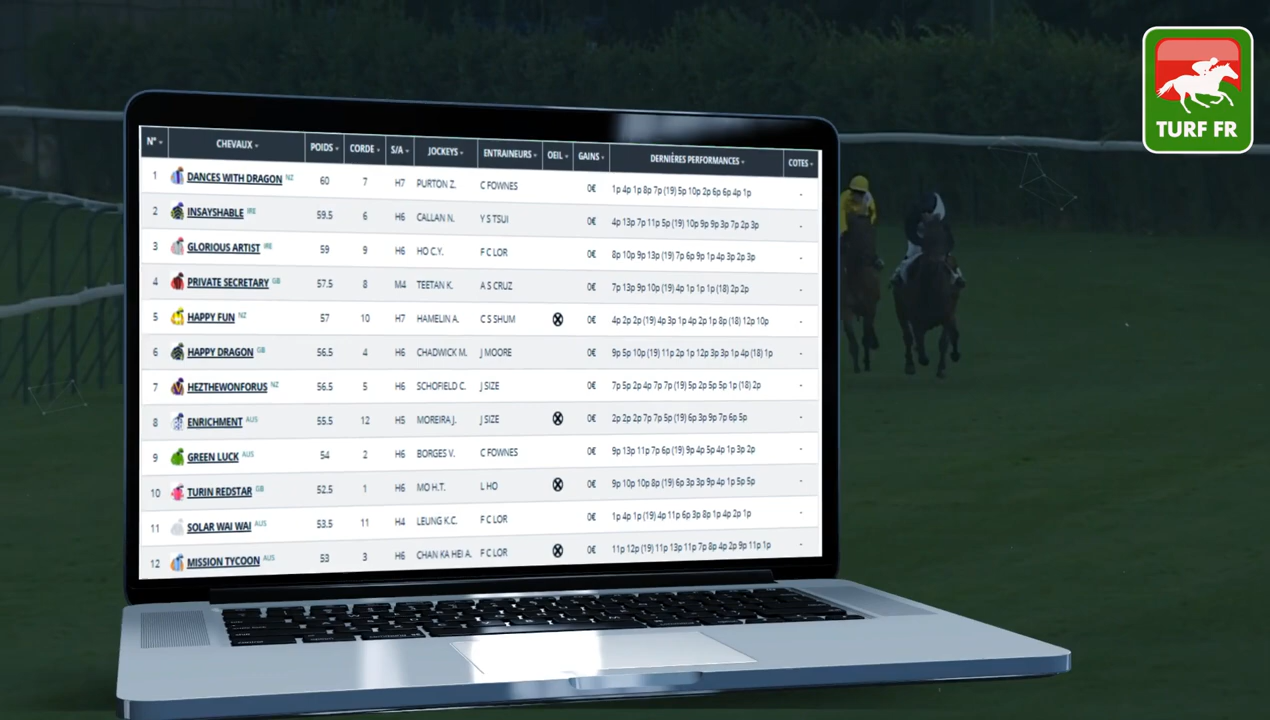 TURF FR
N° CHEVAUX POIDS CORDE S/A JOCKEYS ENTRAINEURS OEIL GAINS DERNIÈRES PERFORMANCES COTES
1 DANCES WITH DRAGON NZ 60 7 H7 PURTON Z. C FOWNES 0€ 1p 4p 1p 8p 7p (19) 5p 10p 2p 6p 6p 4p 1p -
2 INSAYSHABLE IRE 59.5 6 H6 CALLAN N. Y S TSUI 0€ 4p 13p 7p 11p 5p (19) 10p 9p 9p 3p 7p 2p 3p -
3 GLORIOUS ARTIST IRE 59 9 H6 HO C.Y. F C LOR 0€ 8p 10p 9p 13p (19) 7p 6p 9p 1p 4p 3p 2p 3p -
4 PRIVATE SECRETARY GB 57.5 8 M4 TEETAN K. A S CRUZ 0€ 7p 13p 9p 10p (19) 4p 1p 1p 1p (18) 2p 2p -
5 HAPPY FUN NZ 57 10 H7 HAMELIN A. C S SHUM 0€ 4p 2p 2p (19) 4p 3p 1p 4p 2p 1p 8p (18) 12p 10p -
6 HAPPY DRAGON GB 56.5 4 H6 CHADWICK M. J MOORE 0€ 9p 5p 10p (19) 11p 2p 1p 12p 3p 3p 1p 4p (18) 1p -
7 HEZTHEWONFORUS NZ 56.5 5 H6 SCHOFIELD C. J SIZE 0€ 7p 5p 2p 4p 7p 7p (19) 5p 2p 5p 5p 1p (18) 2p -
8 ENRICHMENT AUS 55.5 12 H5 MOREIRA J. J SIZE 0€ 2p 2p 2p 7p 7p 5p (19) 6p 3p 9p 7p 6p 5p -
9 GREEN LUCK AUS 54 2 H6 BORGES V. C FOWNES 0€ 9p 13p 11p 7p 6p (19) 9p 4p 5p 4p 1p 3p 2p -
10 TURIN REDSTAR GB 52.5 1 H6 MO H.T. L HO 0€ 9p 10p 10p 8p (19) 6p 3p 3p 9p 4p 1p 5p 5p -
11 SOLAR WAI WAI AUS 53.5 11 H4 LEUNG K.C. F C LOR 0€ 1p 4p 1p (19) 4p 11p 6p 3p 8p 1p 4p 2p 1p -
12 MISSION TYCOON AUS 53 3 H6 CHAN KA HEI A. F C LOR 0€ 11p 12p (19) 11p 13p 11p 7p 8p 4p 2p 9p 11p 1p -